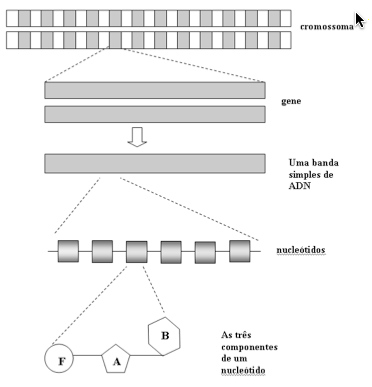 cromossoma
gene
Uma banda
simples de
ADN
nucleótidos
B
F
A
As três
componentes
de um
nucleótido